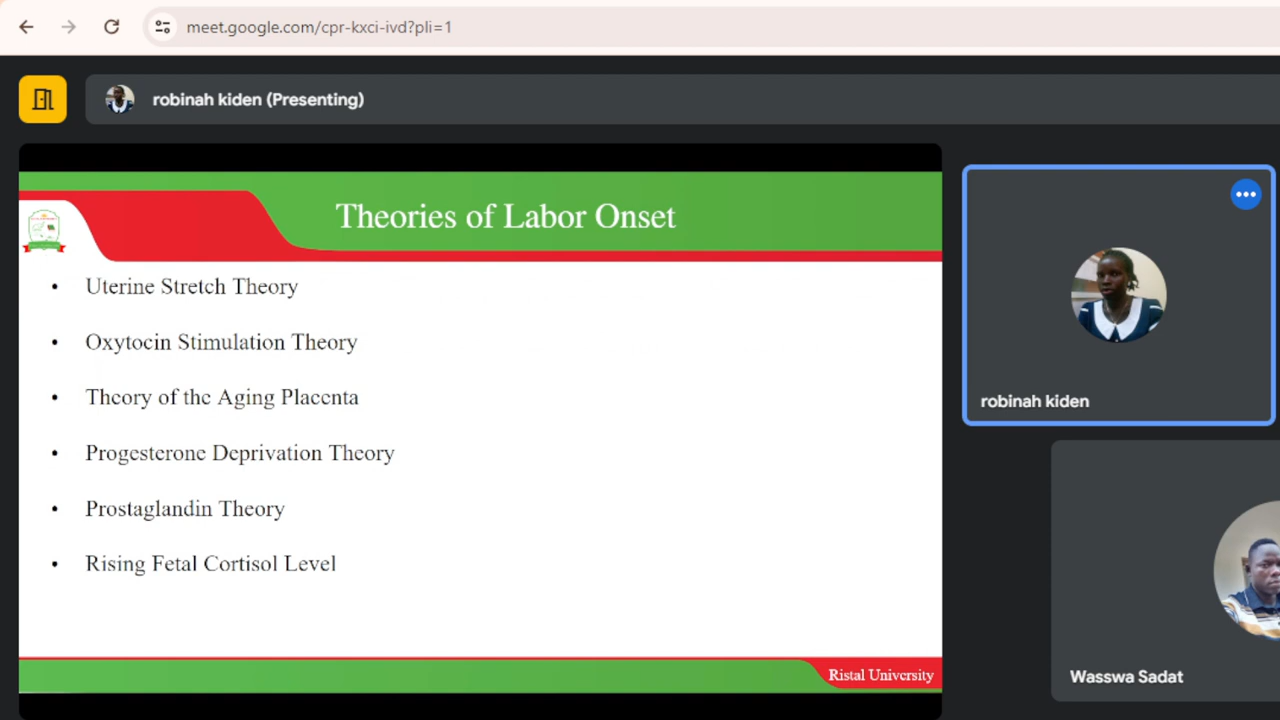 meet.google.com/cpr-kxci-ivd?pli=1
robinah kiden (Presenting)
Theories of Labor Onset
• Uterine Stretch Theory
• Oxytocin Stimulation Theory
• Theory of the Aging Placenta
• Progesterone Deprivation Theory
• Prostaglandin Theory
• Rising Fetal Cortisol Level
Ristal University
robinah kiden
Wasswa Sadat